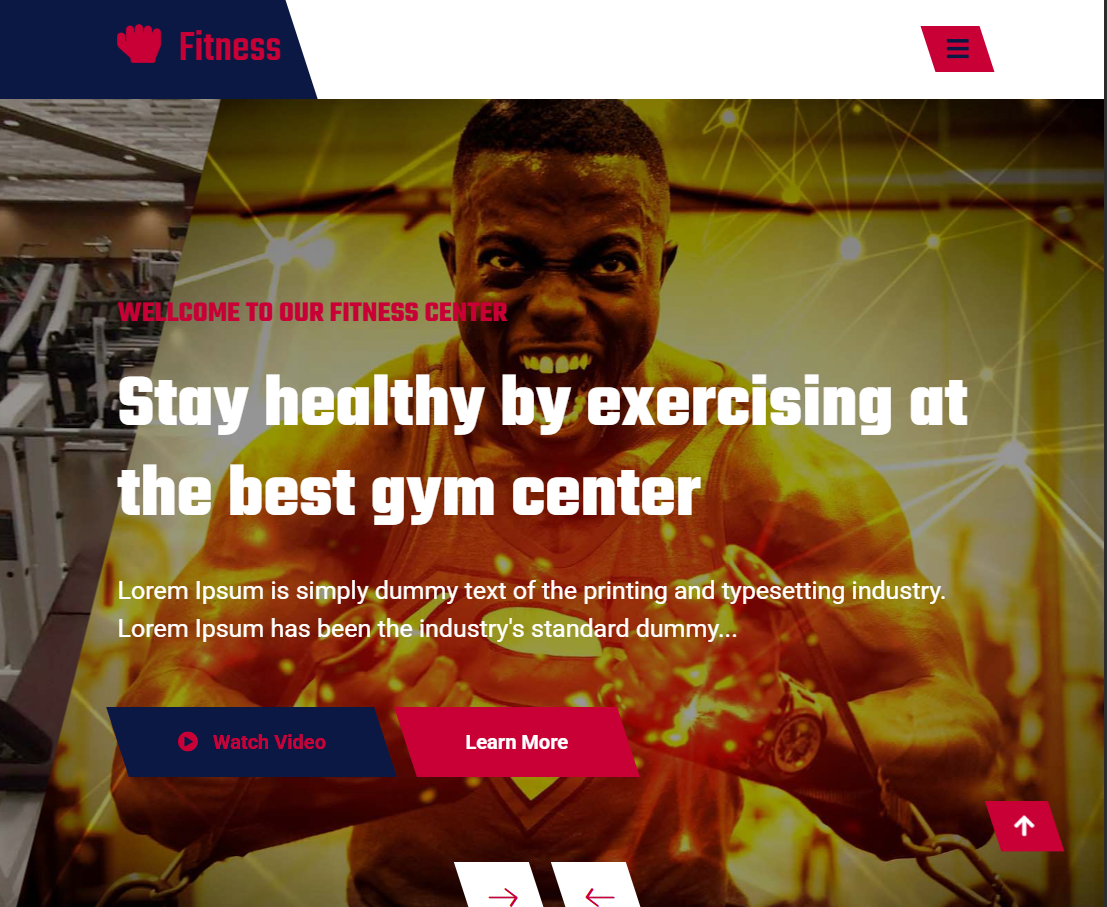 Fitness
WELLCOME TO OUR FITNESS CENTER
Stay healthy by exercising at
the best gym center
Lorem Ipsum is simply dummy text of the printing and typesetting industry.
Lorem Ipsum has been the industry's standard dummy...
Watch Video
Learn More